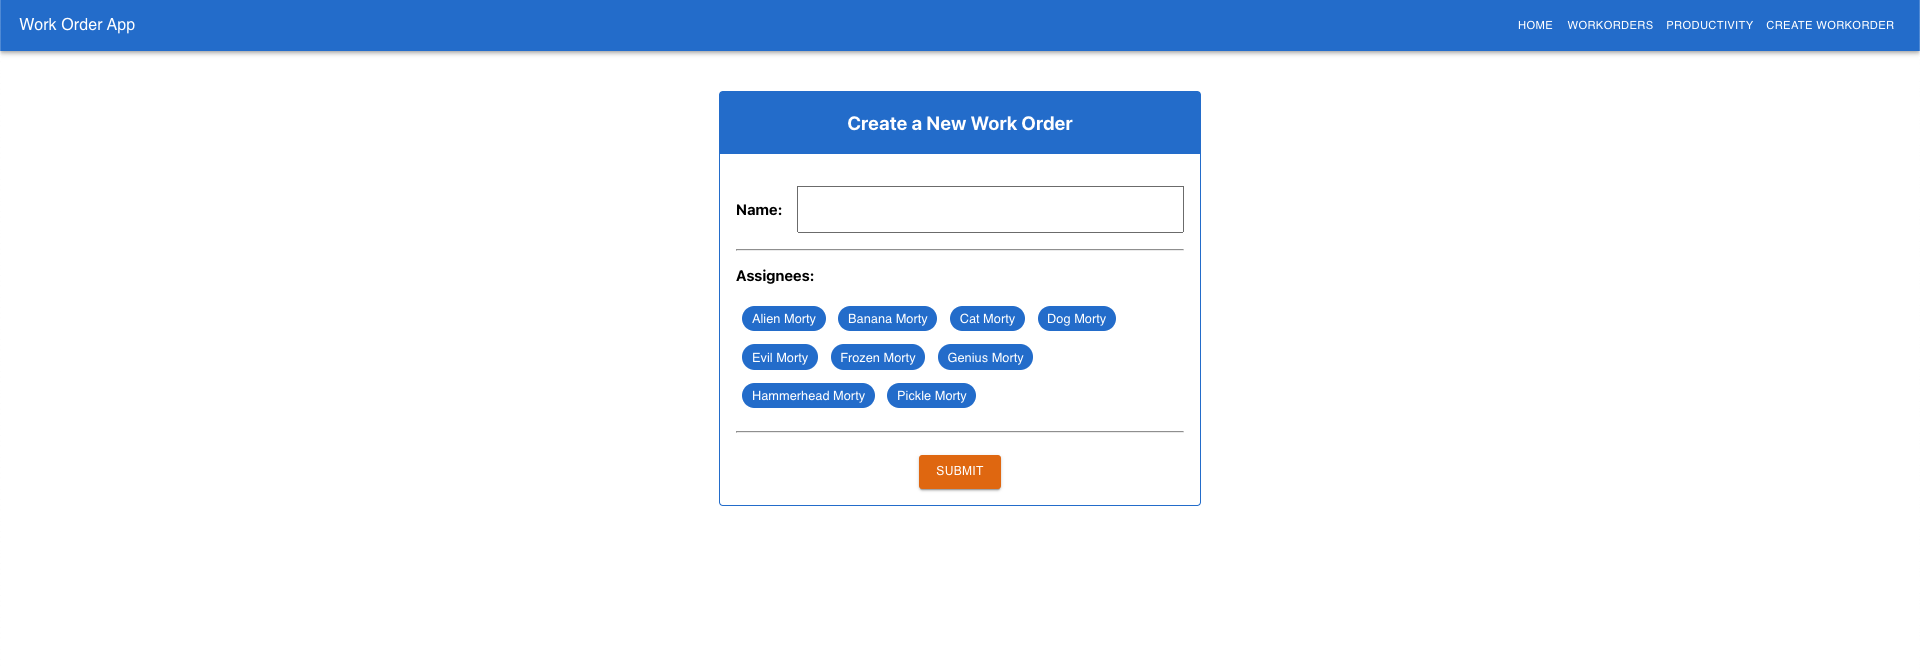 Work Order App HOME WORKORDERS PRODUCTIVITY CREATE WORKORDER
Create a New Work Order
Name:
Assignees:
Alien Morty Banana Morty Cat Morty Dog Morty
Evil Morty Frozen Morty Genius Morty
Hammerhead Morty Pickle Morty
SUBMIT